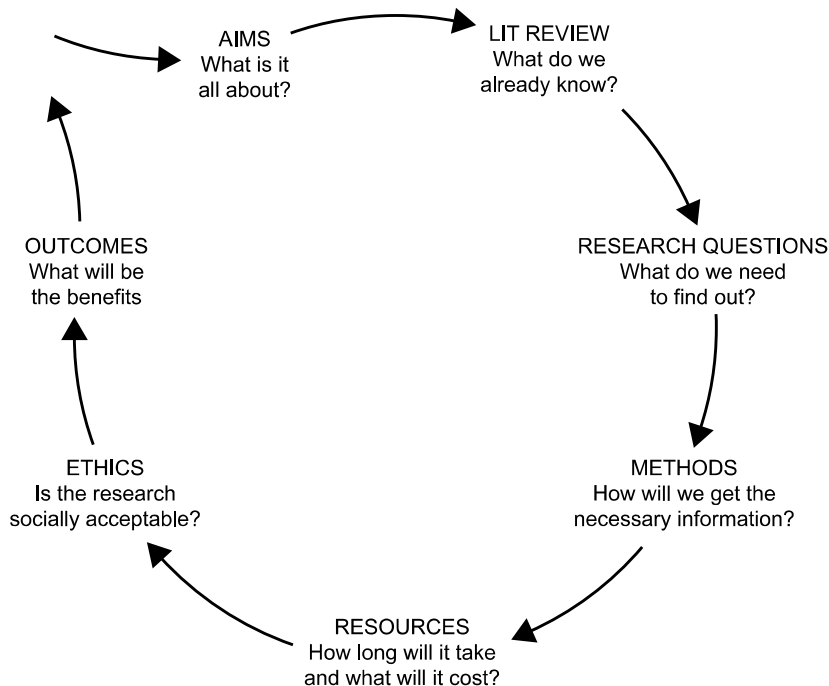 AIMS
What is it
all about?
LIT REVIEW
What do we
already know?
RESEARCH QUESTIONS
What do we need
to find out?
METHODS
How will we get the
necessary information?
RESOURCES
How long will it take
and what will it cost?
ETHICS
Is the research
socially acceptable?
OUTCOMES
What will be
the benefits